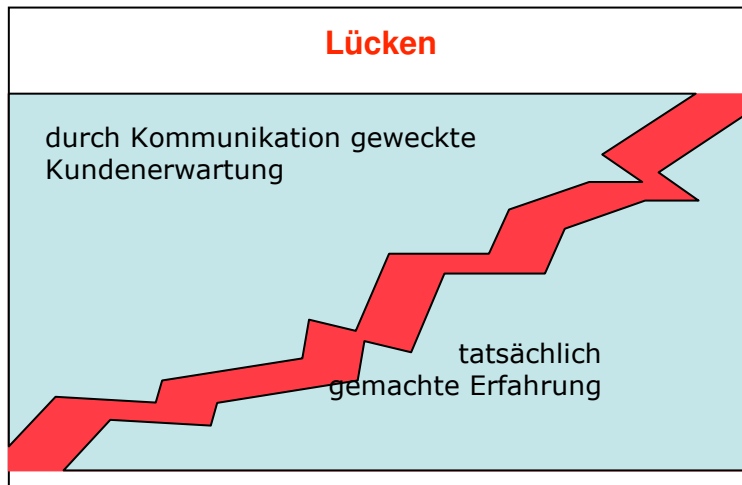 Lücken
durch Kommunikation geweckte
Kundenerwartung
tatsächlich
gemachte Erfahrung